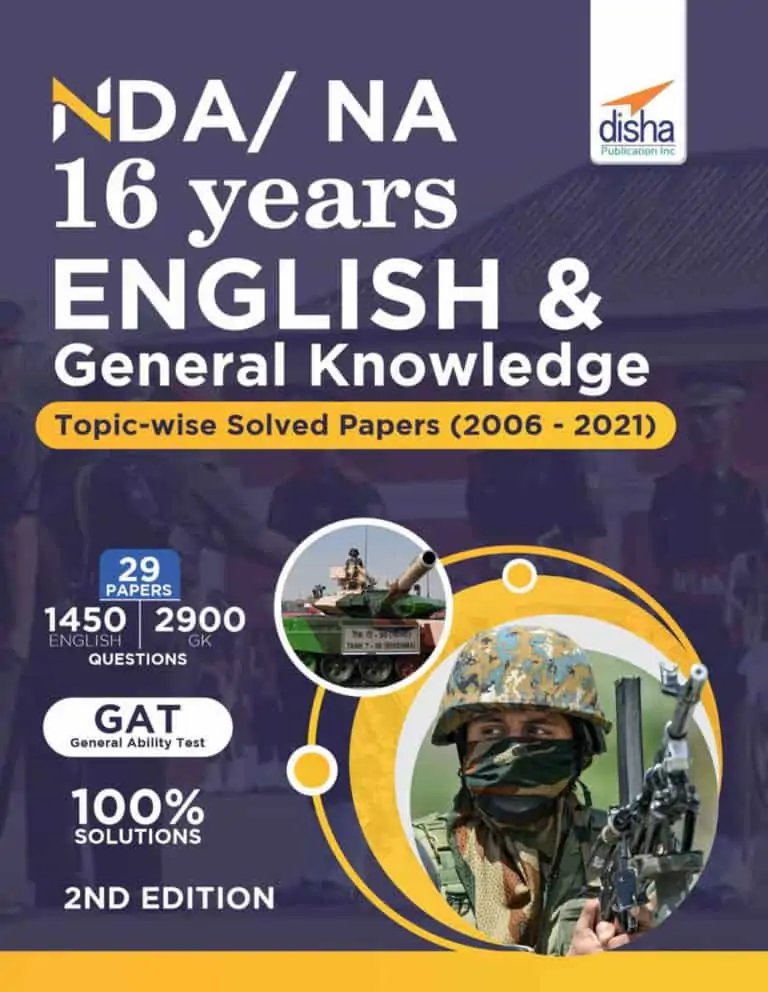 disha
Publication Inc
NDA/ NA
16 years
ENGLISH &
General Knowledge
Topic-wise Solved Papers (2006 - 2021)
29
PAPERS
1450 | 2900
ENGLISH GK
QUESTIONS
GAT
General Ability Test
100%
SOLUTIONS
2ND EDITION